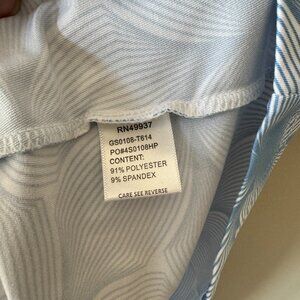 RN49937
GS0108-T614
PO#4S0108HP
CONTENT:
91% POLYESTER
9% SPANDEX
CARE SEE REVERSE